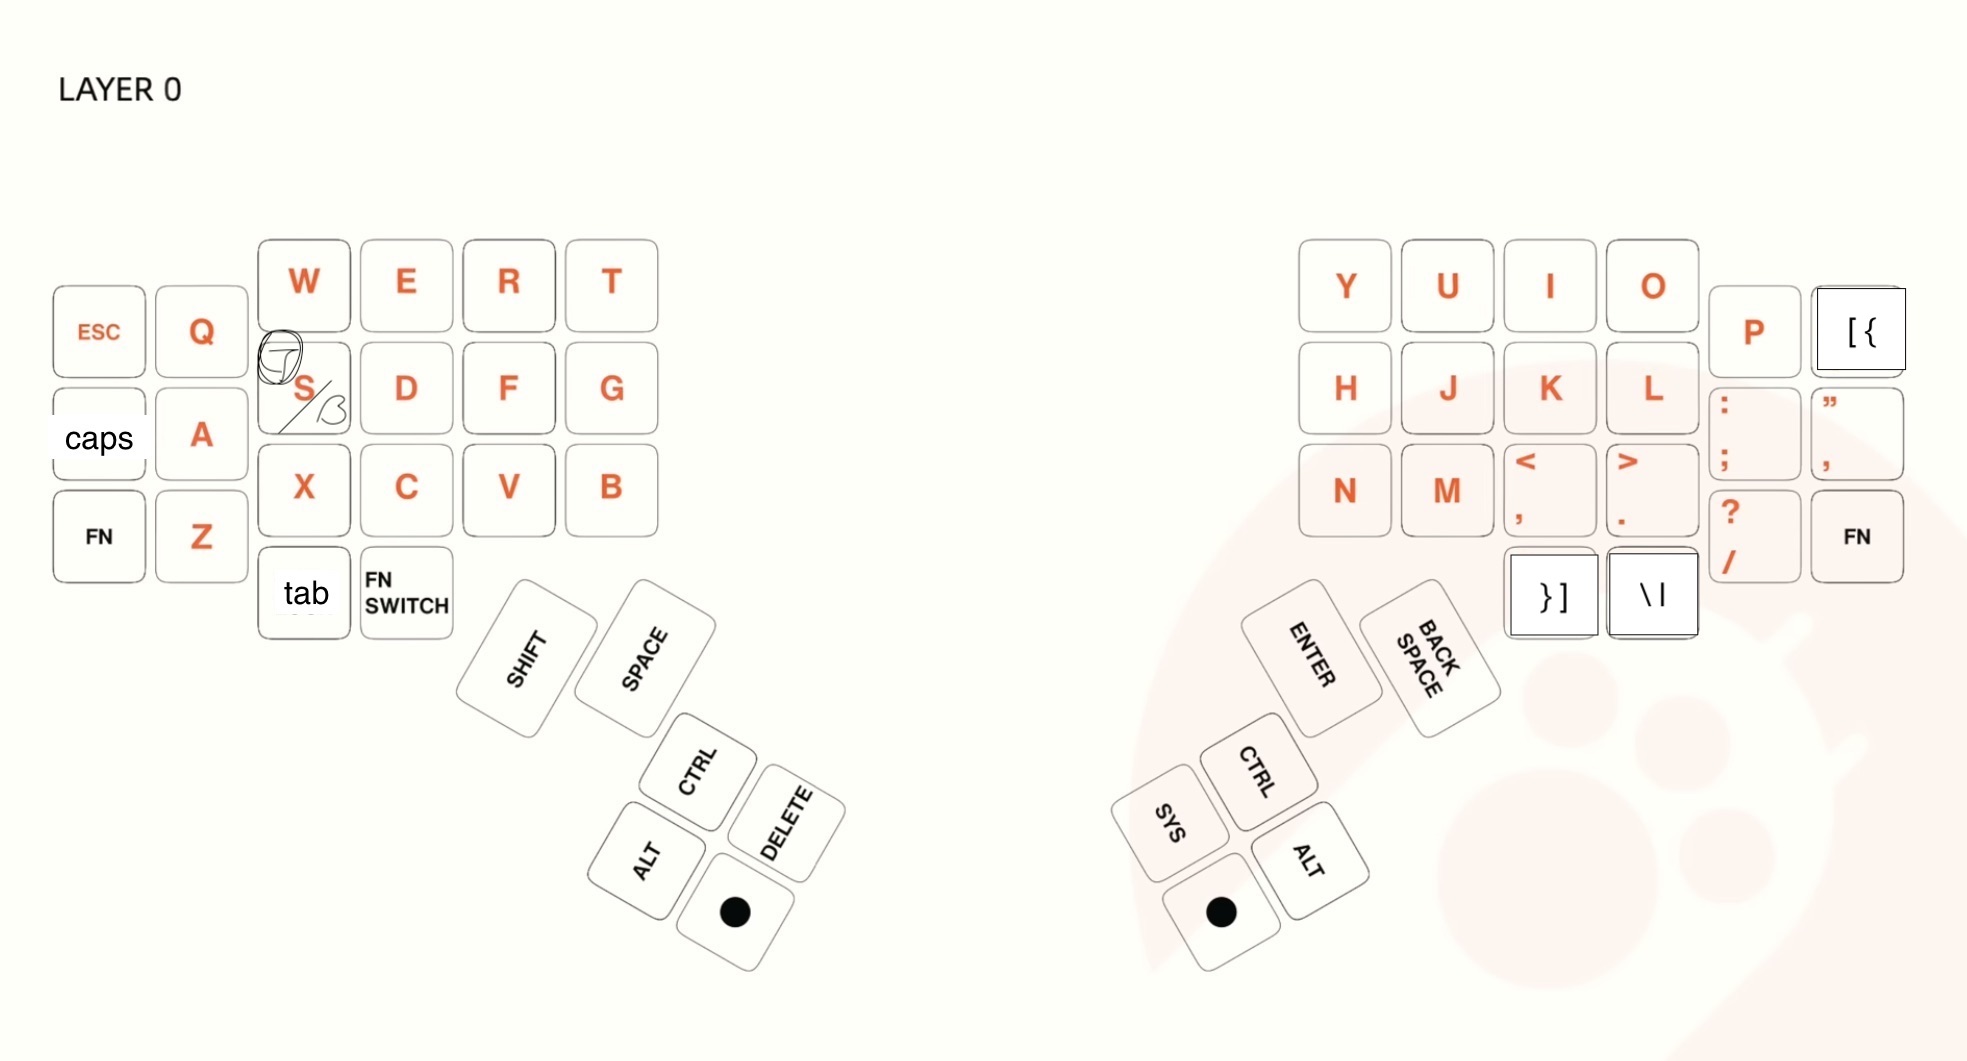 LAYER 0
W E R T
ESC Q
S D F G
caps A
X C V B
FN Z
tab
FN
SWITCH
SHIFT
SPACE
CTRL
DELETE
ALT
Y U I O
P [ {
H J K L
:
;
”
,
N M
<
,
>
.
?
/
FN
} ]
\ |
ENTER
BACK
SPACE
CTRL
SYS
ALT